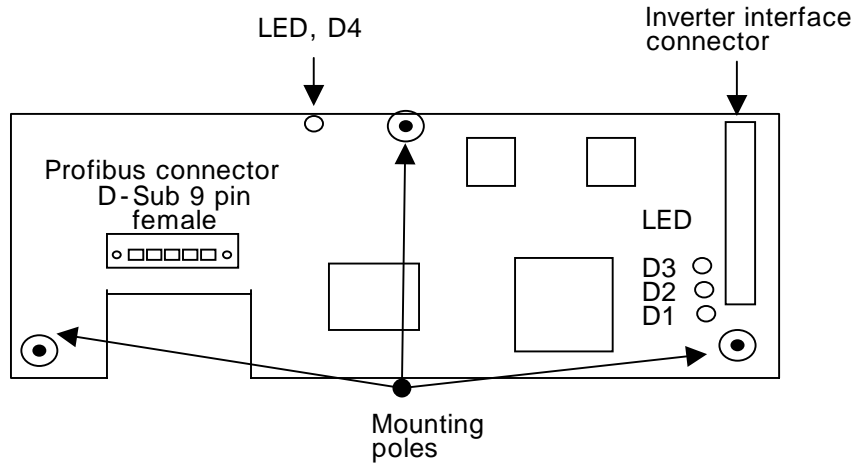 LED, D4
Inverter interface
connector
Profibus connector
D-Sub 9 pin
female
LED
D3
D2
D1
Mounting
poles